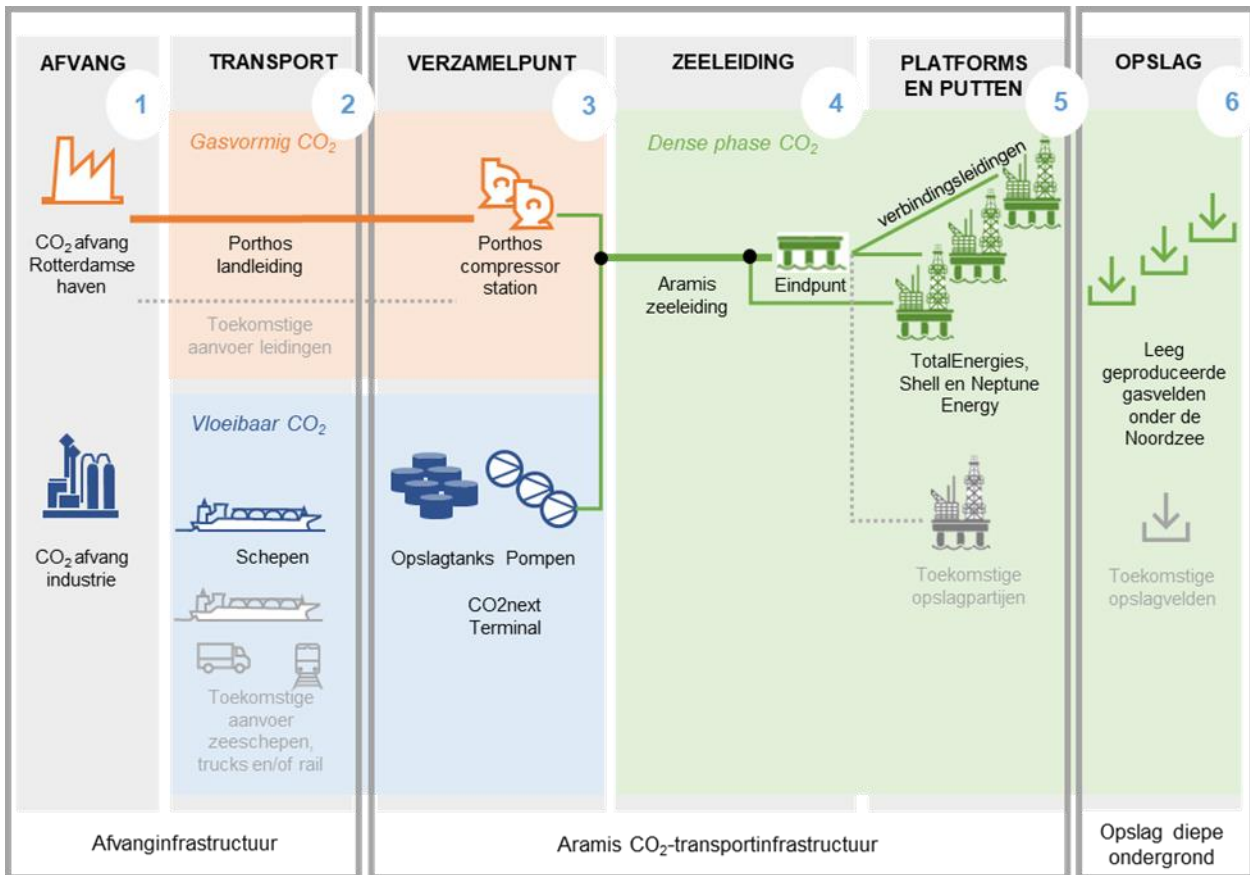 AFVANG
TRANSPORT
VERZAMELPUNT
ZEELEIDING
PLATFORMS
EN PUTTEN
OPSLAG
1
2
3
4
5
6
Gasvormig CO₂
Dense phase CO₂
verbindingsleidingen
CO₂ afvang
Rotterdamse
haven
Porthos
landleiding
Porthos
compressor
station
Aramis
zeeleiding
Eindpunt
Toekomstige
aanvoer leidingen
TotalEnergies,
Shell en Neptune
Energy
Leeg
geproduceerde
gasvelden
onder de
Noordzee
Vloeibaar CO₂
CO₂ afvang
industrie
Schepen
Opslagtanks Pompen
CO2next
Terminal
Toekomstige
opslagpartijen
Toekomstige
opslagvelden
Toekomstige
aanvoer
zeeschepen,
trucks en/of rail
Afvanginfrastructuur
Aramis CO₂-transportinfrastructuur
Opslag diepe
ondergrond